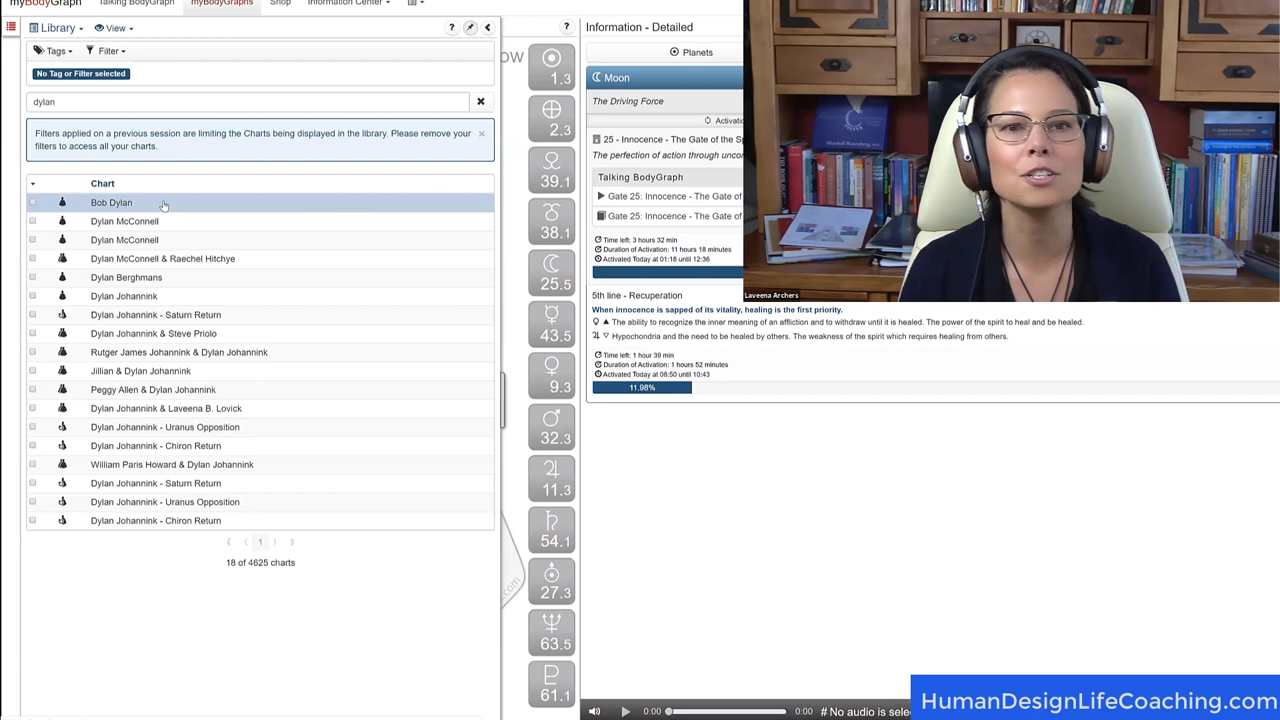 myBodyGraph Talking BodyGraph myBodyGraphs Shop Information Center
Library View ?
Tags Filter
No Tag or Filter selected
dylan
Filters applied on a previous session are limiting the Charts being displayed in the library. Please remove your
filters to access all your charts.
Chart
Bob Dylan
Dylan McConnell
Dylan McConnell
Dylan McConnell & Raechel Hitchye
Dylan Berghmans
Dylan Johannink
Dylan Johannink - Saturn Return
Dylan Johannink & Steve Priolo
Rutger James Johannink & Dylan Johannink
Jillian & Dylan Johannink
Peggy Allen & Dylan Johannink
Dylan Johannink & Laveena B. Lovick
Dylan Johannink - Uranus Opposition
Dylan Johannink - Chiron Return
William Paris Howard & Dylan Johannink
Dylan Johannink - Saturn Return
Dylan Johannink - Uranus Opposition
Dylan Johannink - Chiron Return
1
18 of 4625 charts
ow
?
1.3
2.3
39.1
38.1
25.5
43.5
9.3
32.3
11.3
54.1
27.3
63.5
61.1
.com
Information - Detailed
Planets
Moon
The Driving Force
Activatio
25 - Innocence - The Gate of the Sp
The perfection of action through uncon
Talking BodyGraph
Gate 25: Innocence - The Gate of
Gate 25: Innocence - The Gate of
Time left: 3 hours 32 min
Duration of Activation: 11 hours 18 minutes
Activated Today at 01:18 until 12:36
5th line - Recuperation
When innocence is sapped of its vitality, healing is the first priority.
The ability to recognize the inner meaning of an affliction and to withdraw until it is healed. The power of the spirit to heal and be healed.
Hypochondria and the need to be healed by others. The weakness of the spirit which requires healing from others.
Time left: 1 hour 39 min
Duration of Activation: 1 hours 52 minutes
Activated Today at 08:50 until 10:43
11.98%
Marshall Rosenberg
Laveena Archers
0:00 0:00 # No audio is selec
HumanDesignLifeCoaching.com